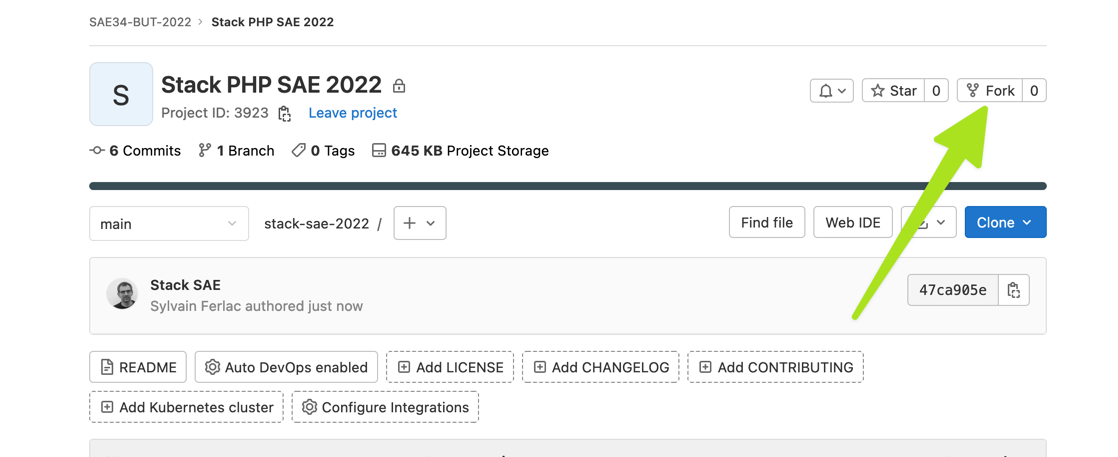 SAE34-BUT-2022 › Stack PHP SAE 2022
S
Stack PHP SAE 2022
Star 0
Fork 0
Project ID: 3923 Leave project
6 Commits 1 Branch 0 Tags 645 KB Project Storage
main stack-sae-2022 / Find file Web IDE Clone
Stack SAE
Sylvain Ferlac authored just now
47ca905e
README Auto DevOps enabled Add LICENSE Add CHANGELOG Add CONTRIBUTING
Add Kubernetes cluster Configure Integrations